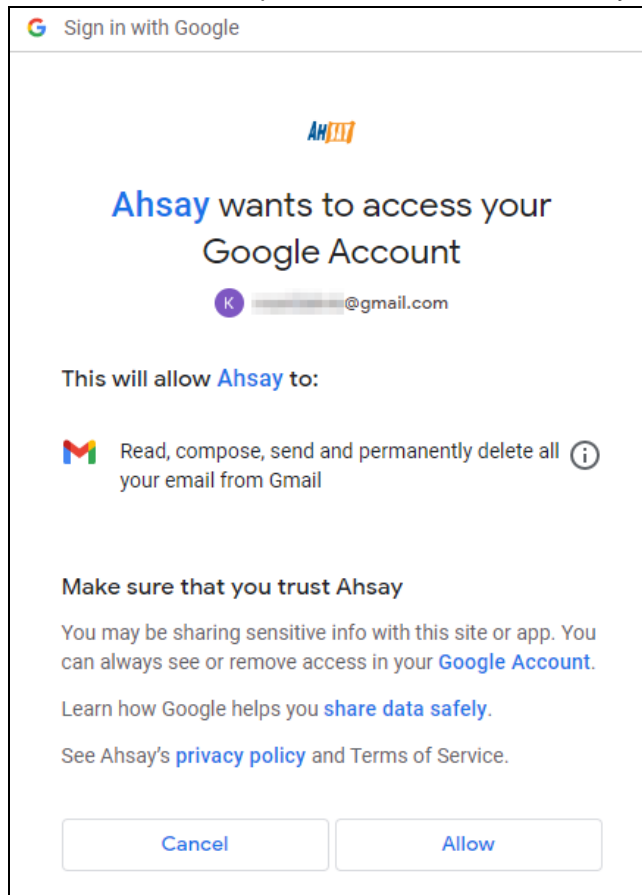 Sign in with Google
AHSAY
Ahsay wants to access your
Google Account
K @gmail.com
This will allow Ahsay to:
Read, compose, send and permanently delete all
your email from Gmail
Make sure that you trust Ahsay
You may be sharing sensitive info with this site or app. You
can always see or remove access in your Google Account.
Learn how Google helps you share data safely.
See Ahsay's privacy policy and Terms of Service.
Cancel
Allow